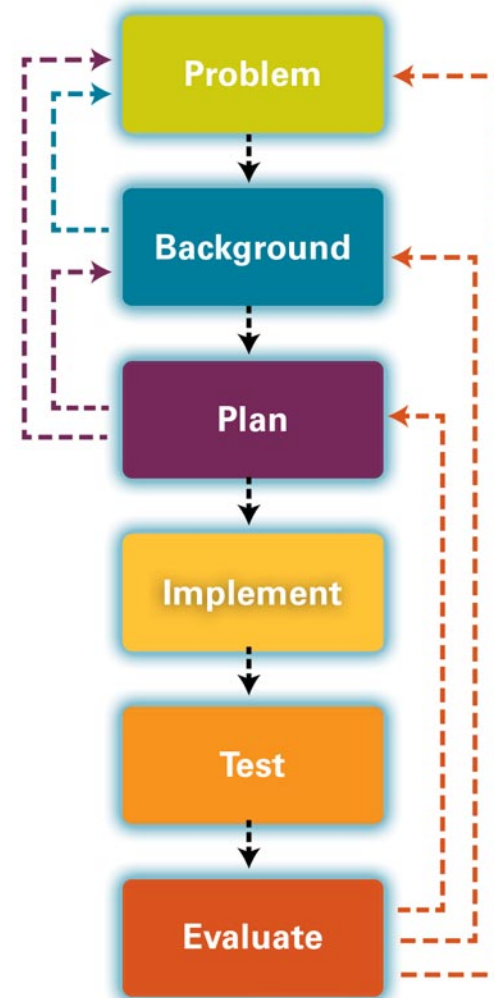 Problem
Background
Plan
Implement
Test
Evaluate